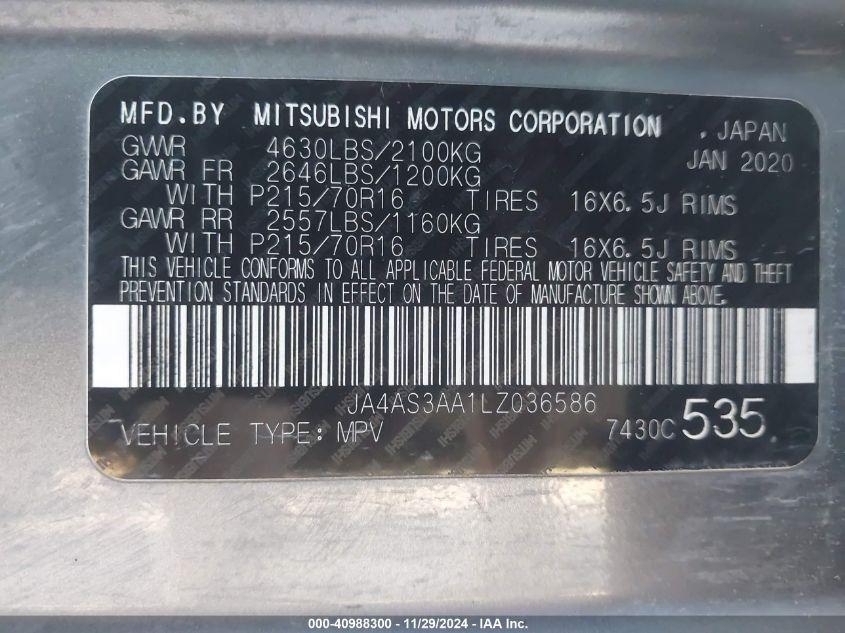 MFD.BY MITSUBISHI MOTORS CORPORATION , JAPAN
GVWR 4630LBS/2100KG JAN 2020
GAWR FR 2646LBS/1200KG
WITH P215/70R16 TIRES 16X6.5J RIMS
GAWR RR 2557LBS/1160KG
WITH P215/70R16 TIRES 16X6.5J RIMS
THIS VEHICLE CONFORMS TO ALL APPLICABLE FEDERAL MOTOR VEHICLE SAFETY AND THEFT
PREVENTION STANDARDS IN EFFECT ON THE DATE OF MANUFACTURE SHOWN ABOVE.
JA4AS3AA1LZ036586
VEHICLE TYPE: MPV 7430C 535
000-40988300 - 11/29/2024 - IAA Inc.